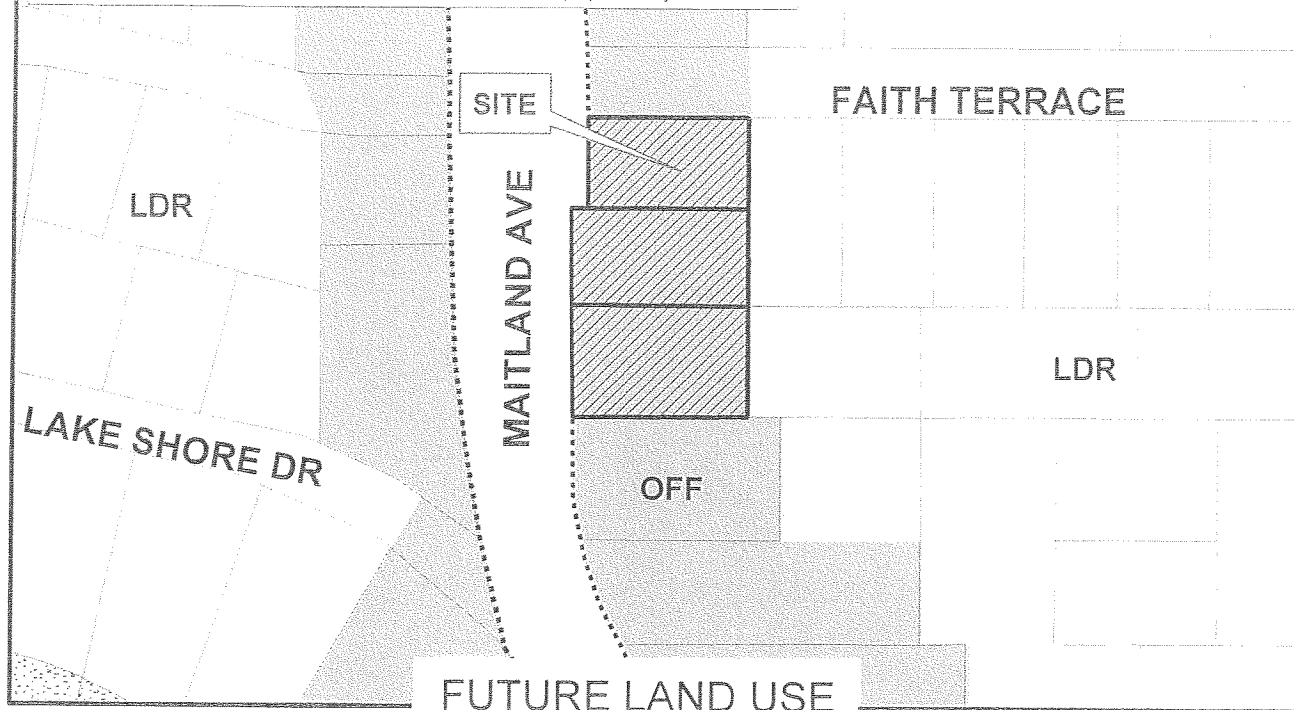 FAITH TERRACE
SITE
LDR
MAITLAND AVE
LDR
LAKE SHORE DR
OFF
FUTURE LAND USE